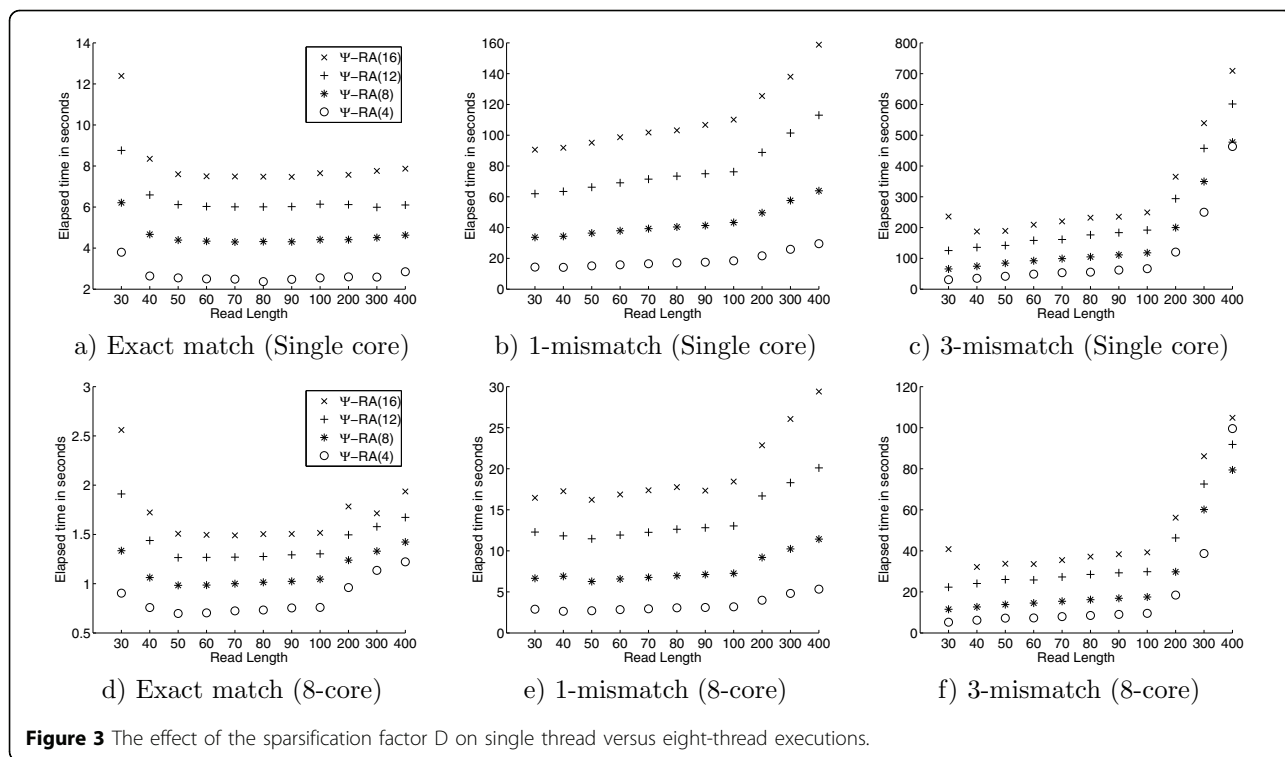 Elapsed time in seconds
14
12
10
8
6
4
2
30 40 50 60 70 80 90 100 200 300 400
Read Length
Ψ−RA(16)
Ψ−RA(12)
Ψ−RA(8)
Ψ−RA(4)
a) Exact match (Single core)
Elapsed time in seconds
160
140
120
100
80
60
40
20
0
30 40 50 60 70 80 90 100 200 300 400
Read Length
b) 1-mismatch (Single core)
Elapsed time in seconds
800
700
600
500
400
300
200
100
0
30 40 50 60 70 80 90 100 200 300 400
Read Length
c) 3-mismatch (Single core)
Elapsed time in seconds
3
2.5
2
1.5
1
0.5
30 40 50 60 70 80 90 100 200 300 400
Read Length
Ψ−RA(16)
Ψ−RA(12)
Ψ−RA(8)
Ψ−RA(4)
d) Exact match (8-core)
Elapsed time in seconds
30
25
20
15
10
5
0
30 40 50 60 70 80 90 100 200 300 400
Read Length
e) 1-mismatch (8-core)
Elapsed time in seconds
120
100
80
60
40
20
0
30 40 50 60 70 80 90 100 200 300 400
Read Length
f) 3-mismatch (8-core)
Figure 3 The effect of the sparsification factor D on single thread versus eight-thread executions.